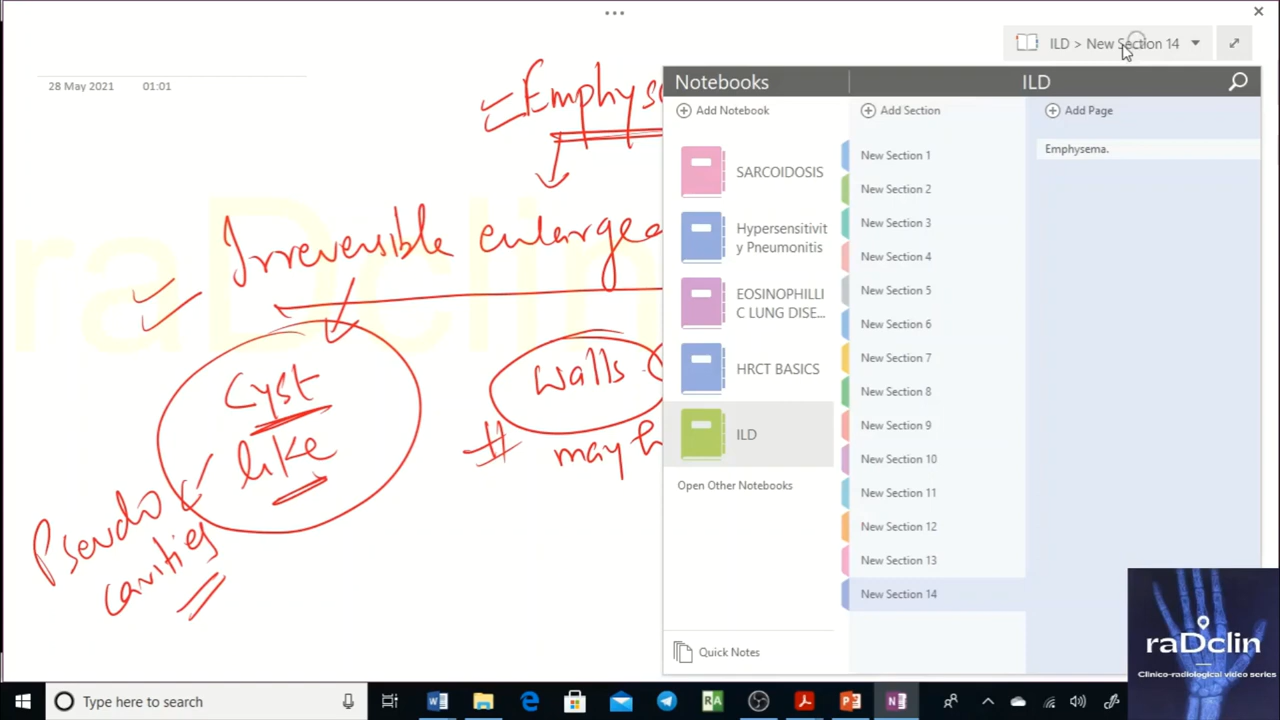 ILD > New Section 14
28 May 2021 01:01
Notebooks
ILD
Add Notebook
Add Section
Add Page
SARCOIDOSIS
Hypersensitivit
y Pneumonitis
EOSINOPHILLI
C LUNG DISE...
HRCT BASICS
ILD
Open Other Notebooks
Quick Notes
New Section 1
New Section 2
New Section 3
New Section 4
New Section 5
New Section 6
New Section 7
New Section 8
New Section 9
New Section 10
New Section 11
New Section 12
New Section 13
New Section 14
Emphysema.
Emphyse
Irreversible enlargea
Cyst
like
Pseudo
cavities
walls
# may h
raDclin
raDclin
Clinico-radiological video series
Type here to search